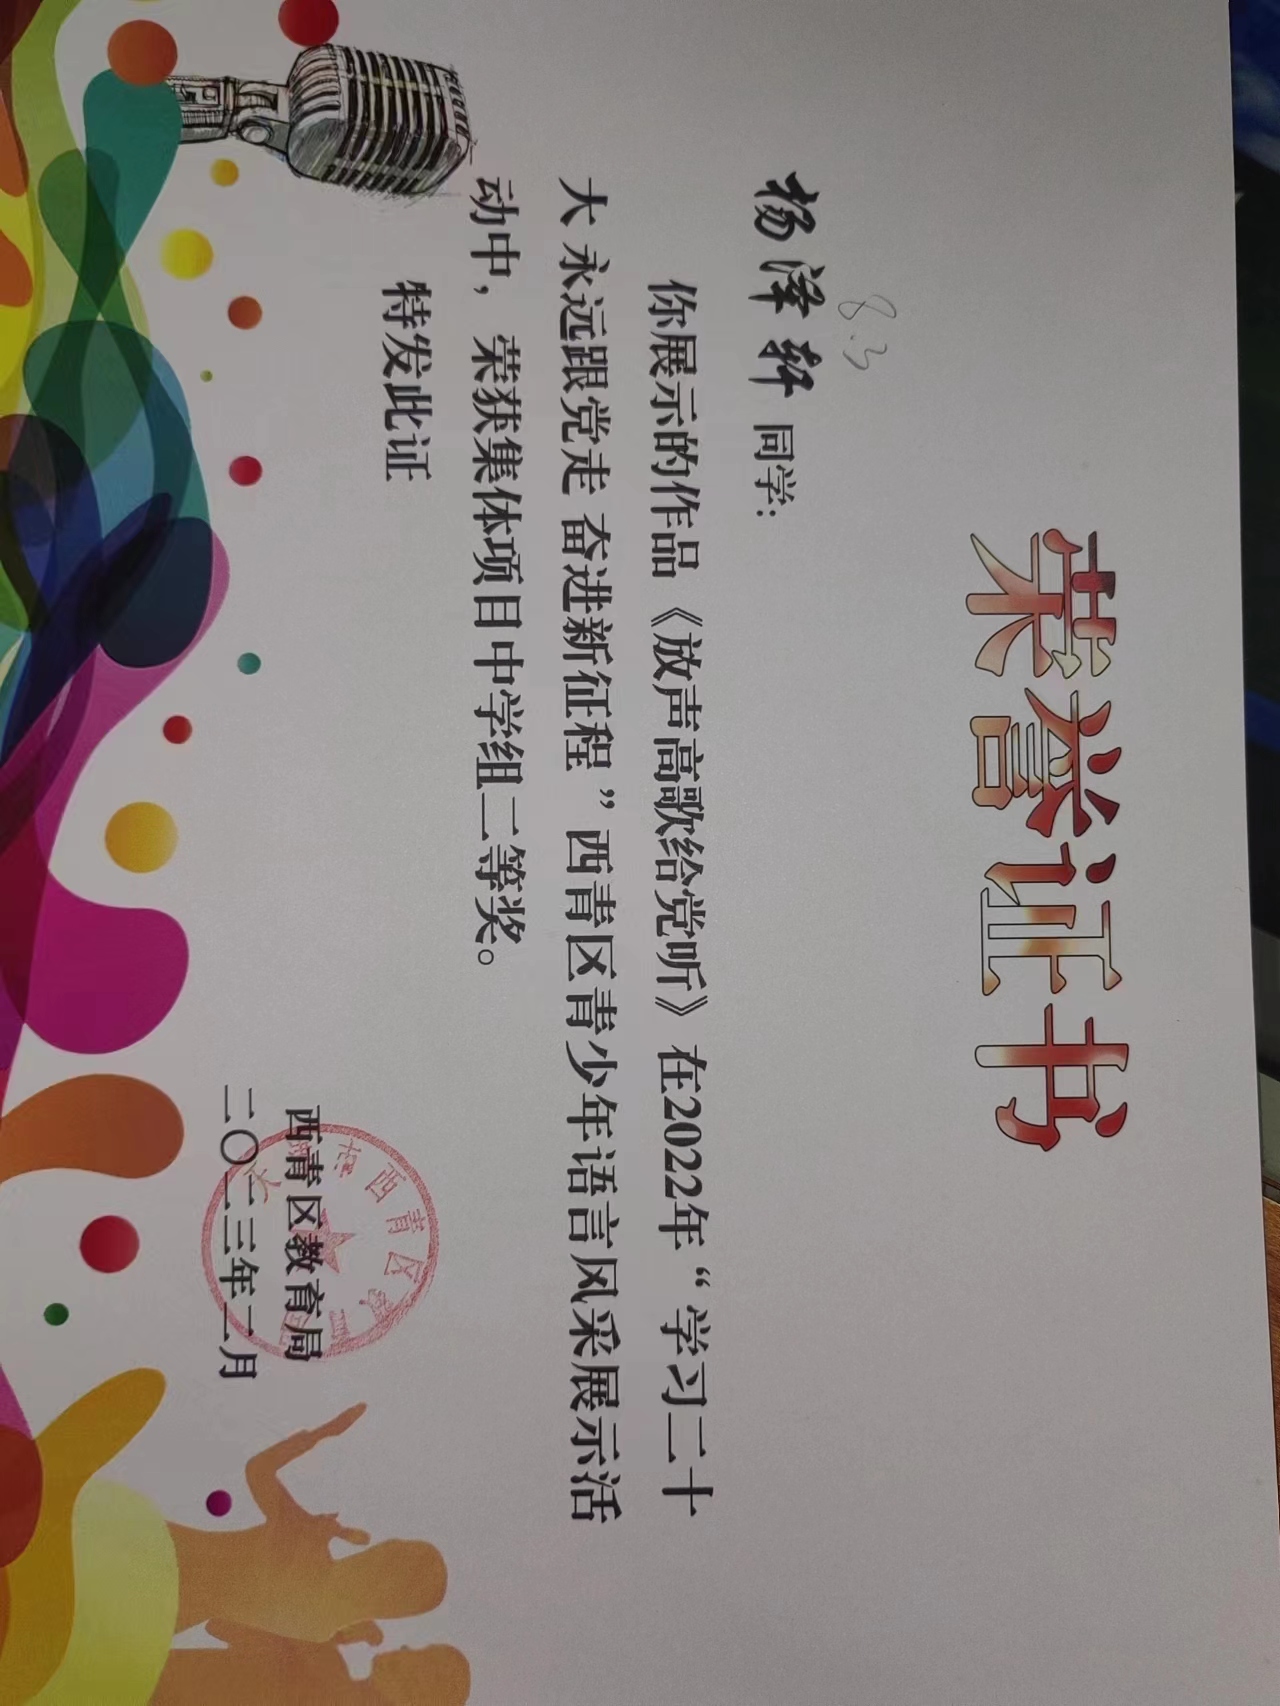 荣誉证书
8.3
杨泽轩 同学：
你展示的作品《放声高歌给党听》在2022年“学习二十
大 永远跟党走 奋进新征程”西青区青少年语言风采展示活
动中，荣获集体项目中学组二等奖。
特发此证
西青区教育局
二〇二三年二月